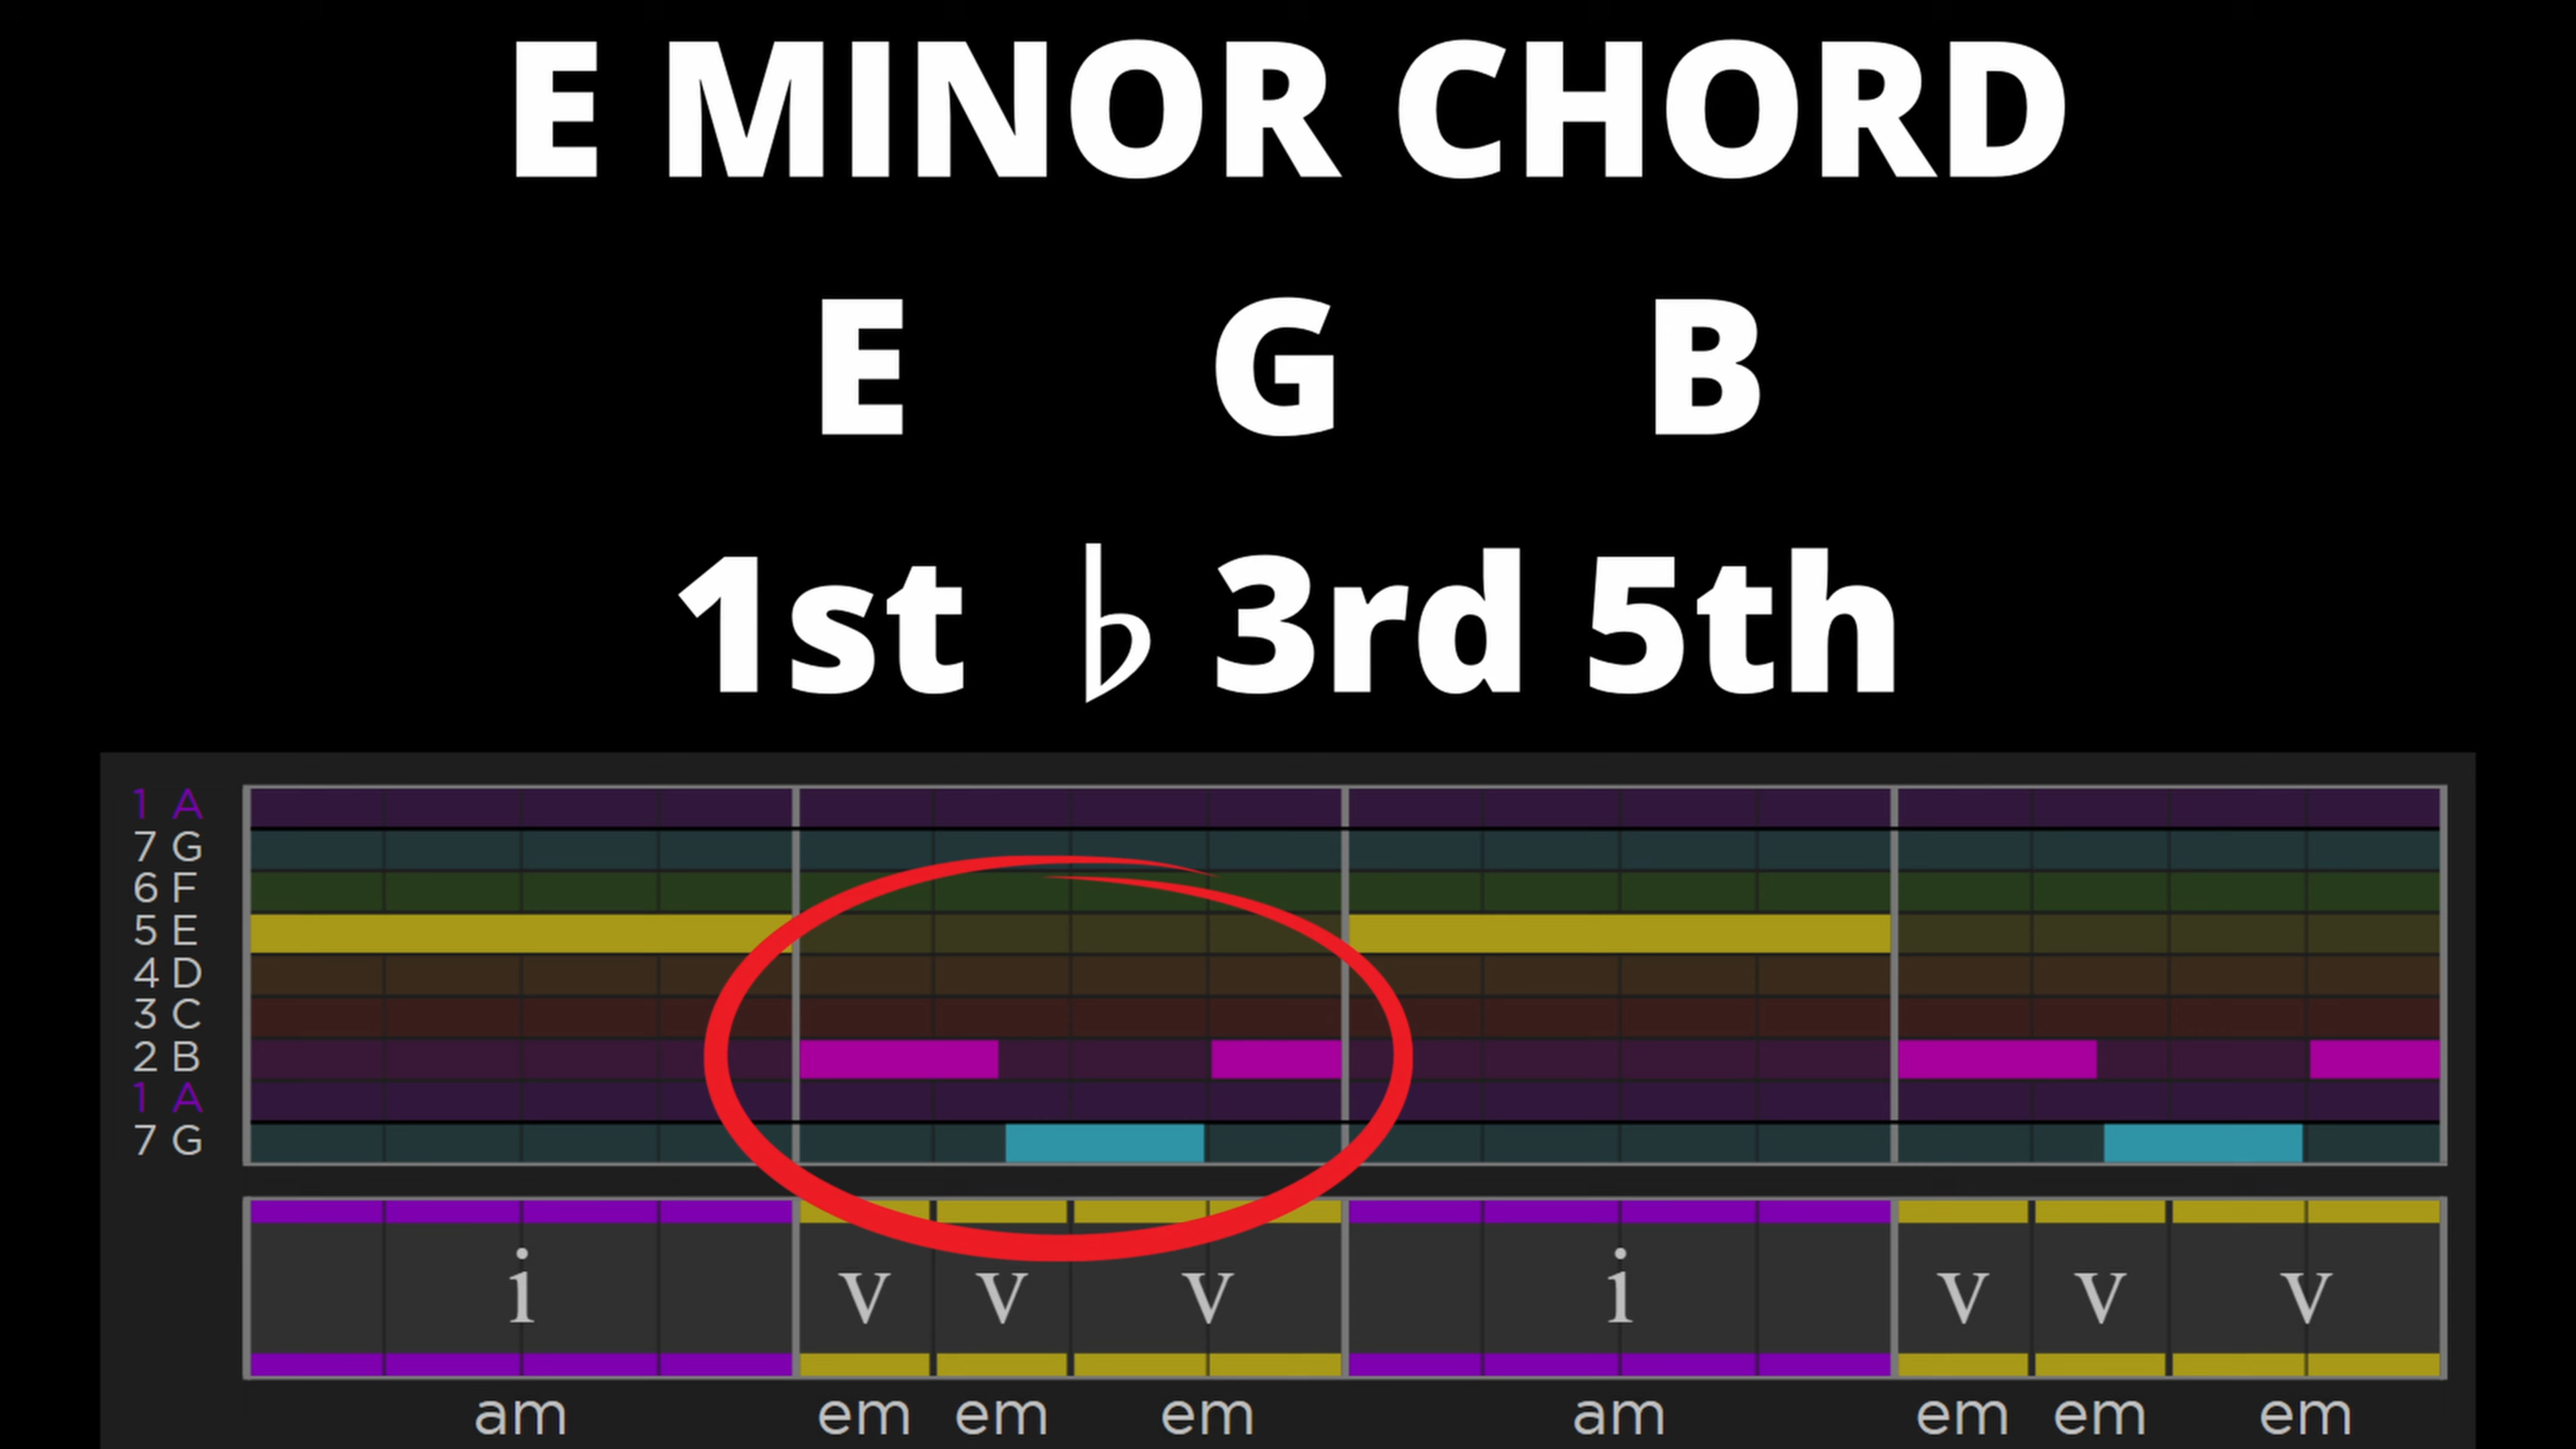 E MINOR CHORD
E G B
1st ♭ 3rd 5th
1 A
7 G
6 F
5 E
4 D
3 C
2 B
1 A
7 G
i v v v i v v v
am em em em am em em em